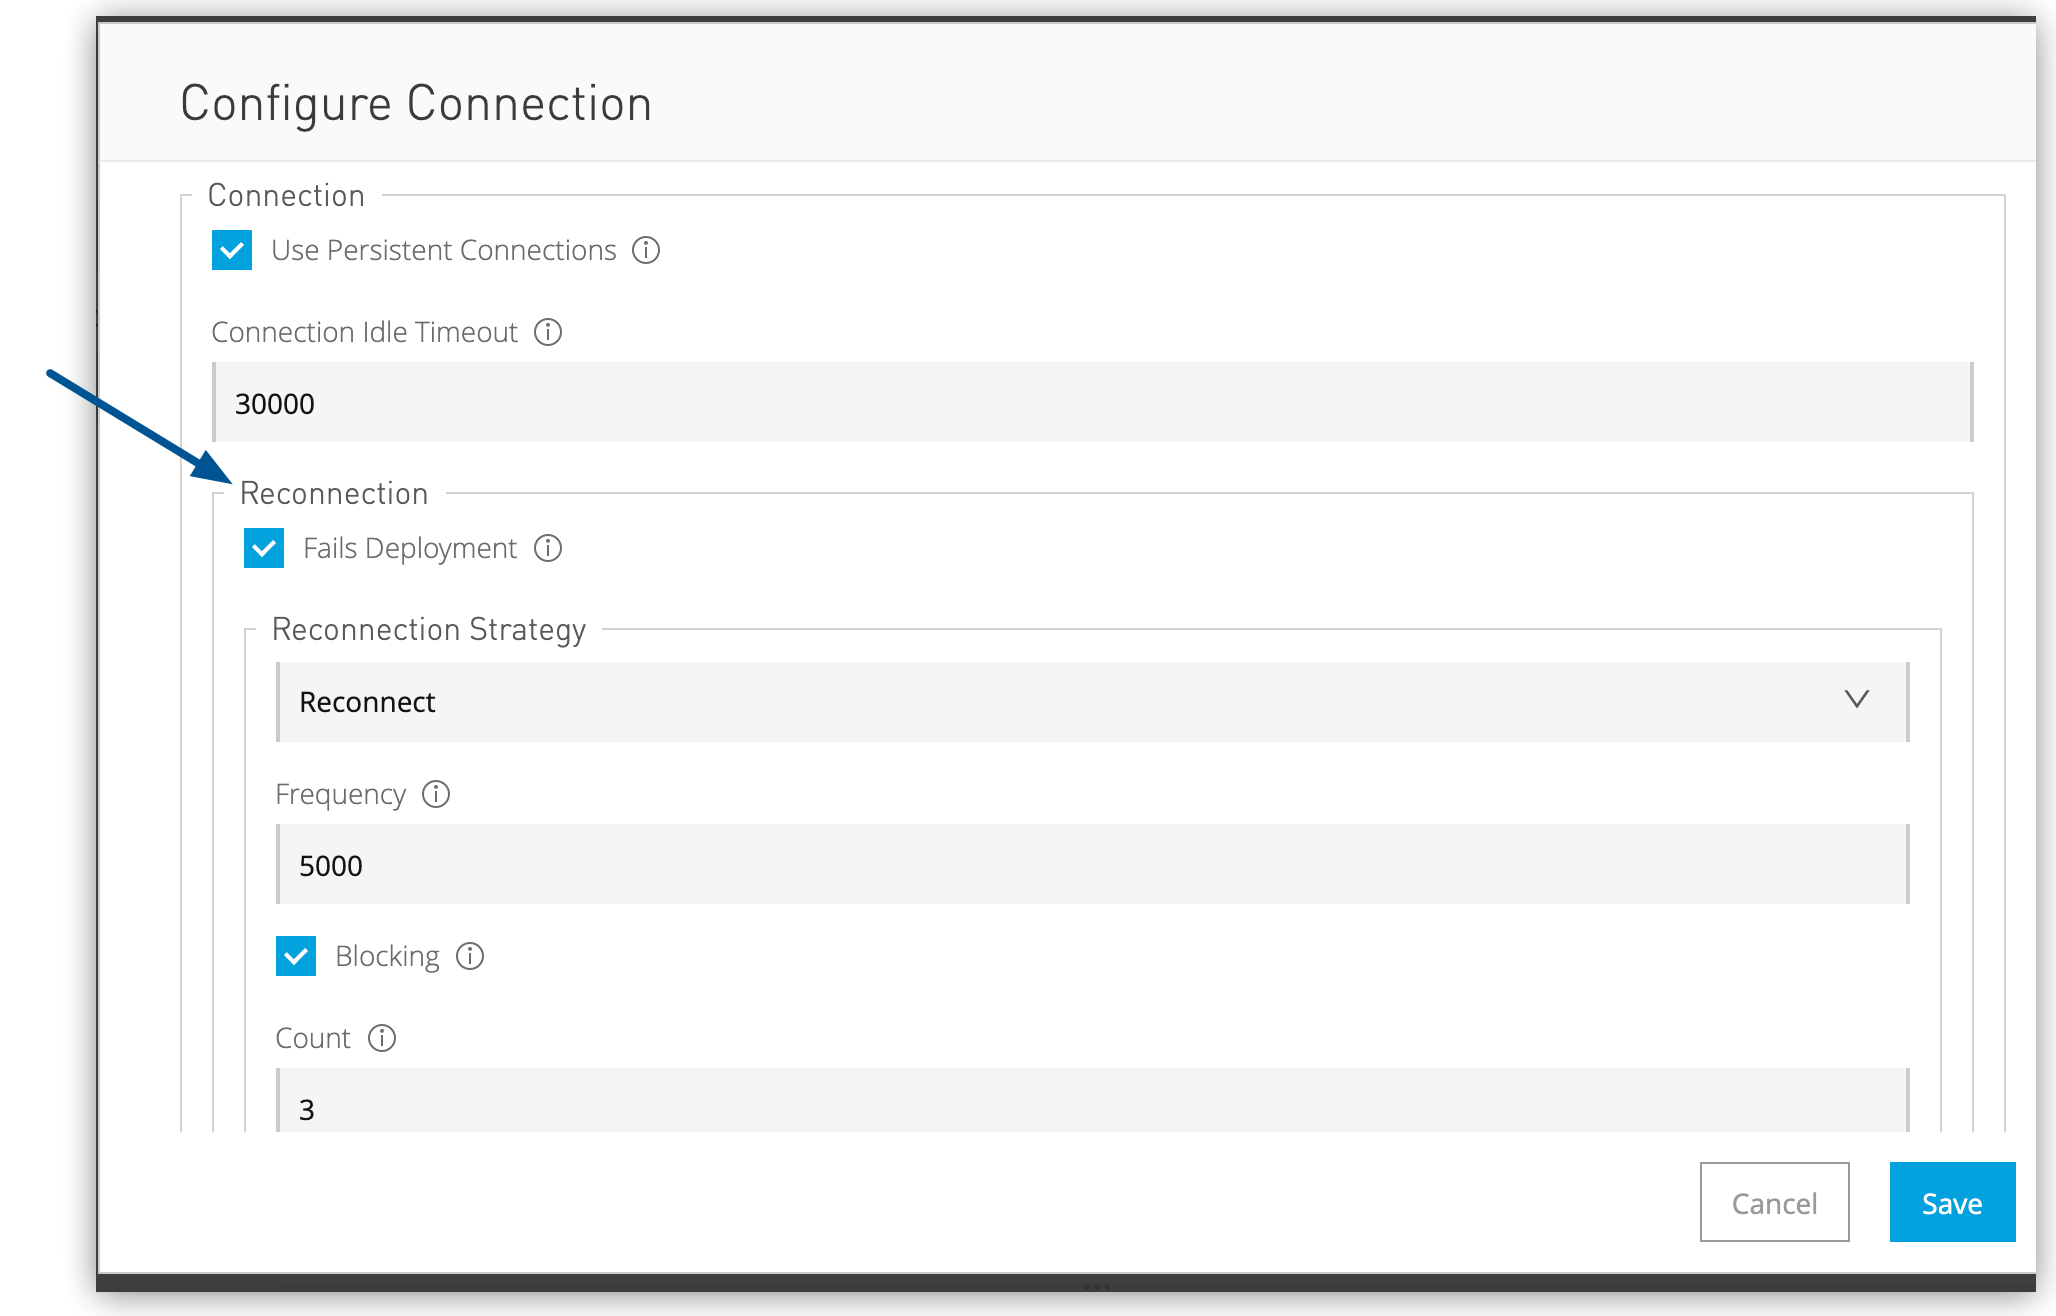 Configure Connection
Connection
Use Persistent Connections
Connection Idle Timeout
30000
Reconnection
Fails Deployment
Reconnection Strategy
Reconnect
Frequency
5000
Blocking
Count
3
Cancel Save